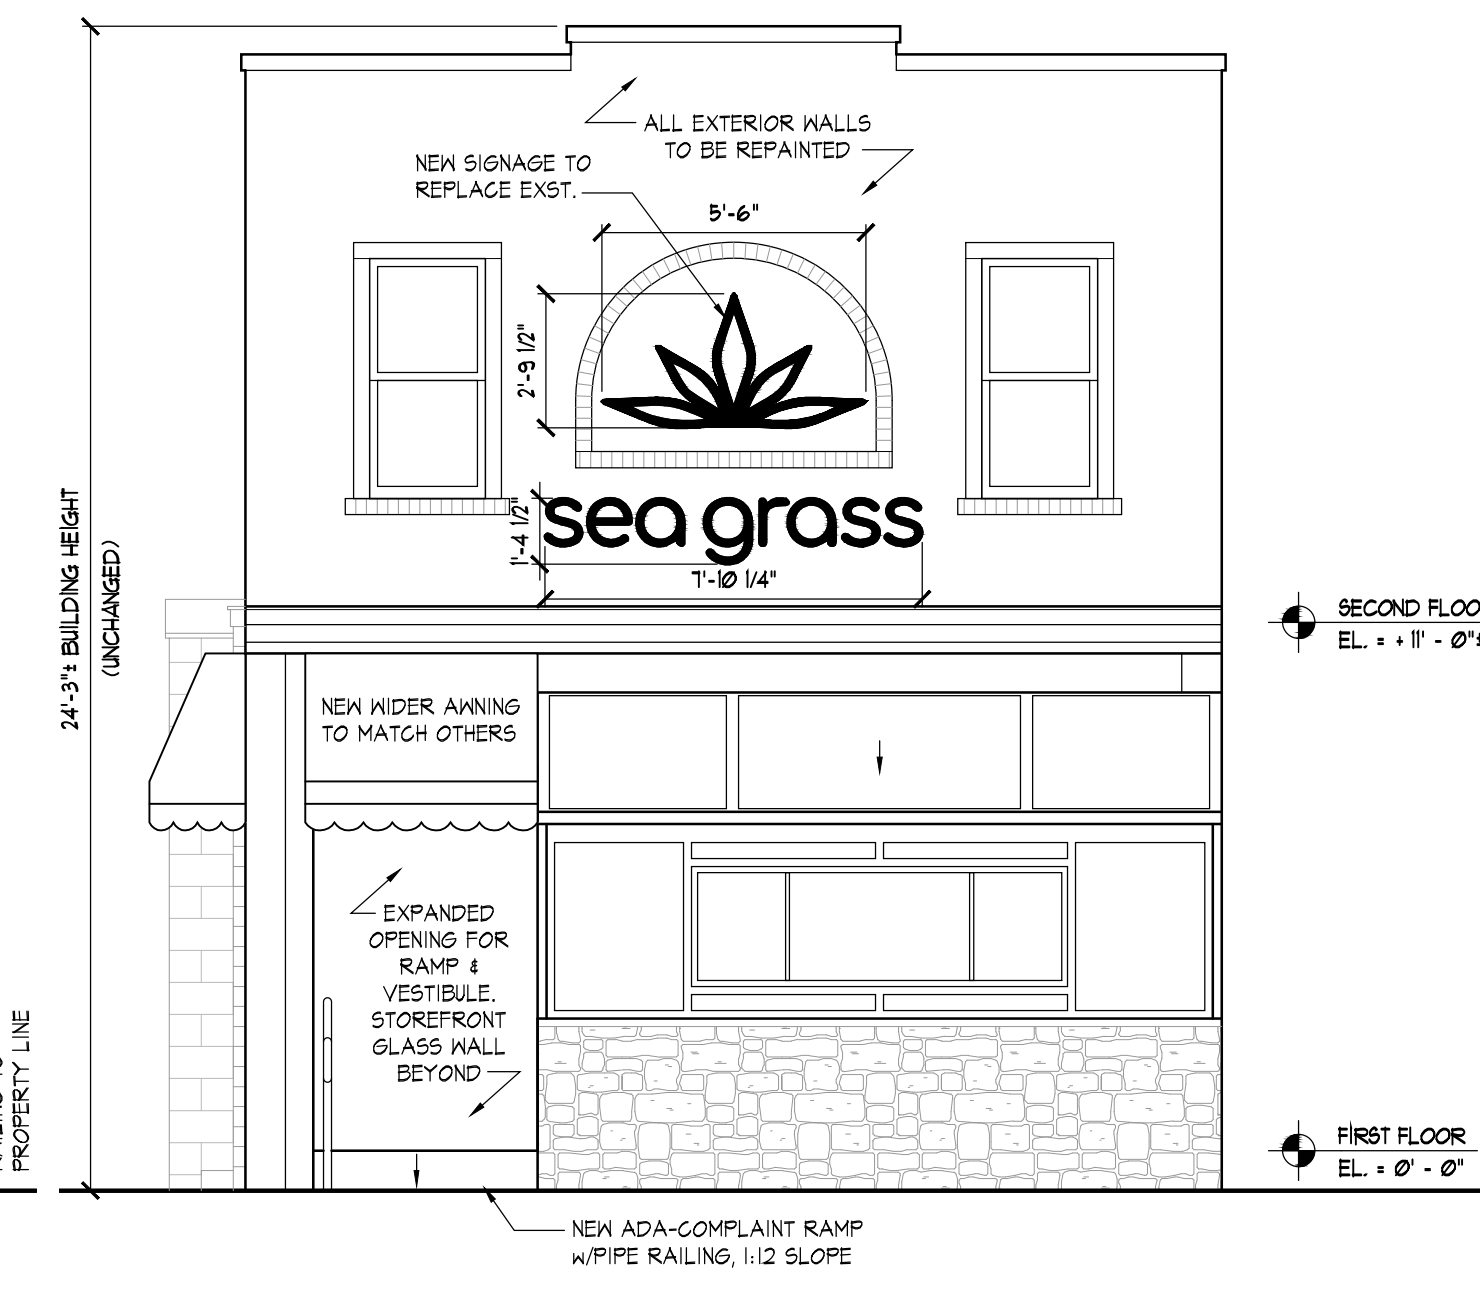 ALL EXTERIOR WALLS
TO BE REPAINTED
NEW SIGNAGE TO
REPLACE EXST.
5'-6"
2'-9 1/2"
sea grass
1'-4 1/2"
7'-10 1/4"
24'-3"± BUILDING HEIGHT
(UNCHANGED)
SECOND FLOO
EL. = +11' - 0"±
NEW WIDER AWNING
TO MATCH OTHERS
EXPANDED
OPENING FOR
RAMP &
VESTIBULE.
STOREFRONT
GLASS WALL
BEYOND
PROPERTY LINE
FIRST FLOOR
EL. = 0' - 0"
NEW ADA-COMPLAINT RAMP
w/PIPE RAILING, 1:12 SLOPE